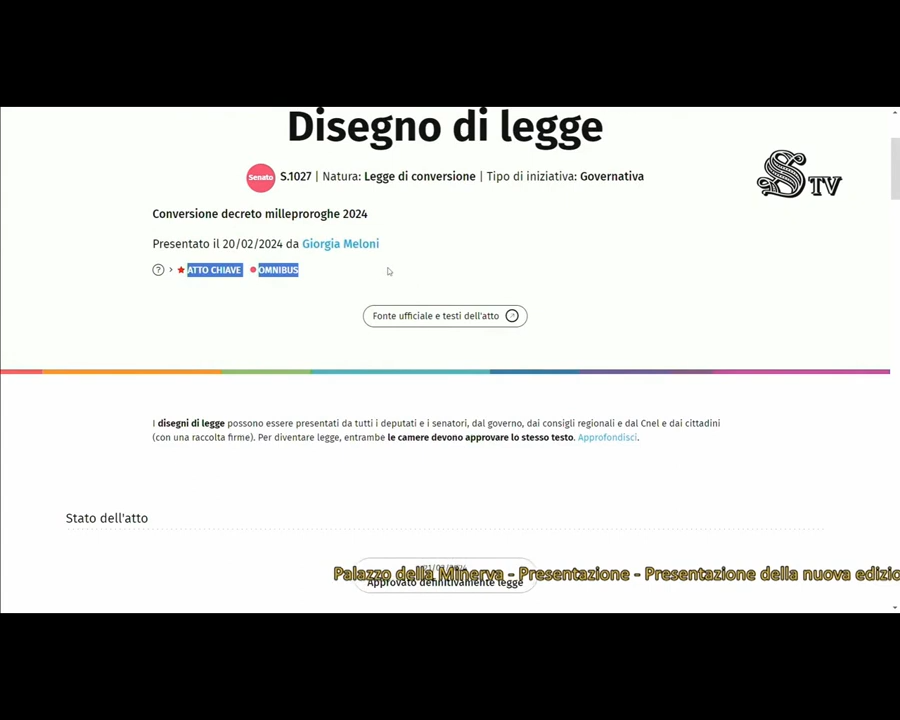 Disegno di legge
Senato S.1027 | Natura: Legge di conversione | Tipo di iniziativa: Governativa
STV
Conversione decreto milleproroghe 2024
Presentato il 20/02/2024 da Giorgia Meloni
? > ATTO CHIAVE OMNIBUS
Fonte ufficiale e testi dell'atto
I disegni di legge possono essere presentati da tutti i deputati e i senatori, dal governo, dai consigli regionali e dal Cnel e dai cittadini
(con una raccolta firme). Per diventare legge, entrambe le camere devono approvare lo stesso testo. Approfondisci.
Stato dell'atto
Palazzo della Minerva - Presentazione - Presentazione della nuova edizio
Approvato definitivamente legge